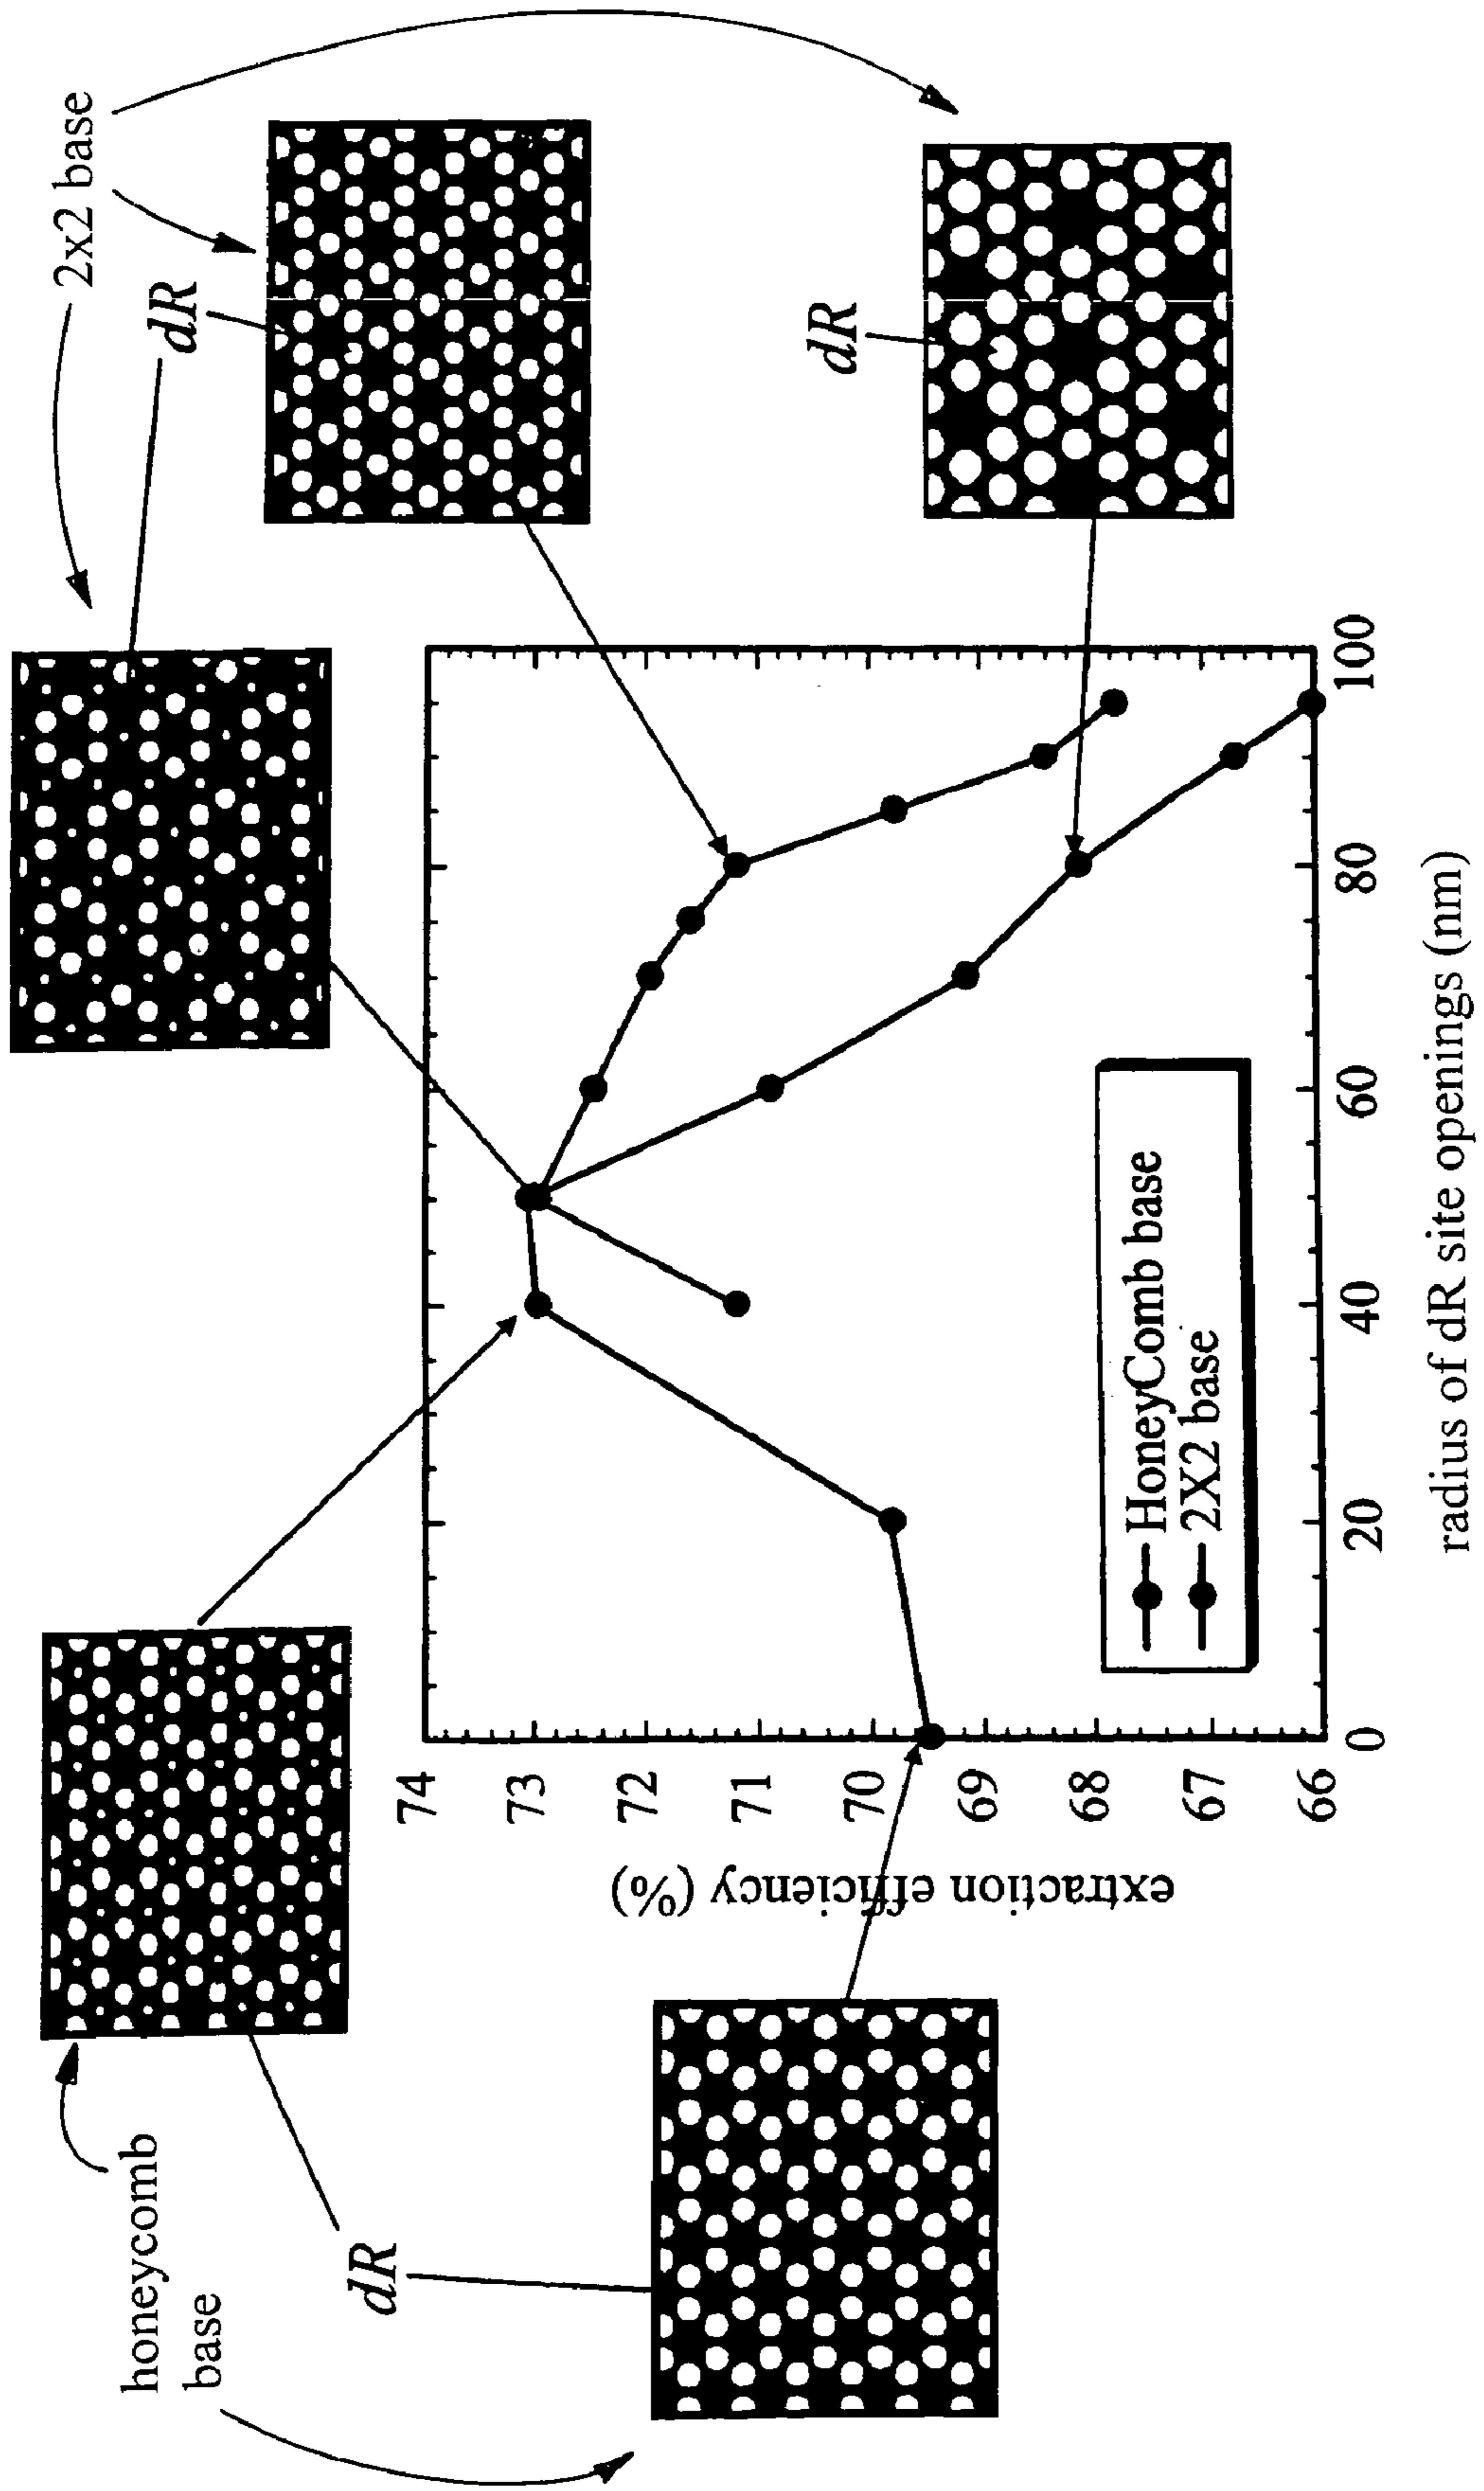 honeycomb
base
dR
2x2 base
dR
dR
extraction efficiency (%)
74
73
72
71
70
69
68
67
66
0
20
40
60
80
100
radius of dR site openings (nm)
HoneyComb base
2X2 base